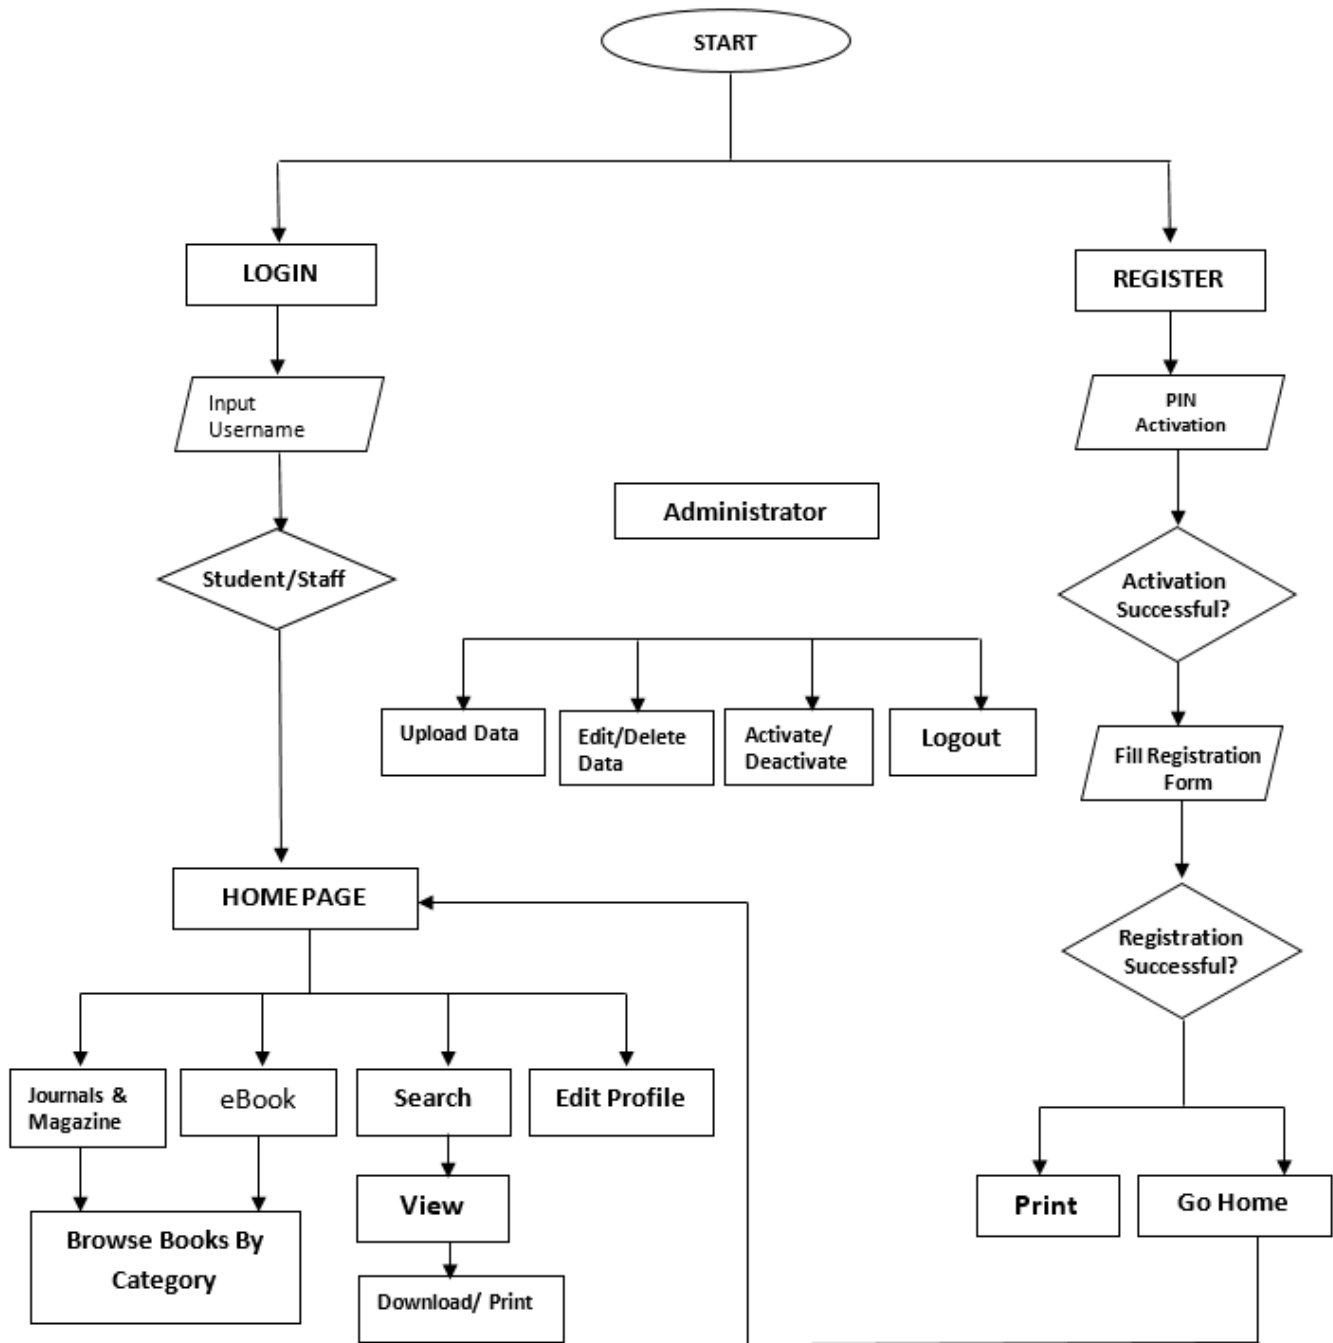 START
LOGIN
REGISTER
Input
Username
PIN
Activation
Administrator
Student/Staff
Activation
Successful?
Upload Data
Edit/Delete
Data
Activate/
Deactivate
Logout
Fill Registration
Form
HOMEPAGE
Registration
Successful?
Journals &
Magazine
eBook
Search
Edit Profile
View
Print
Go Home
Browse Books By
Category
Download/ Print